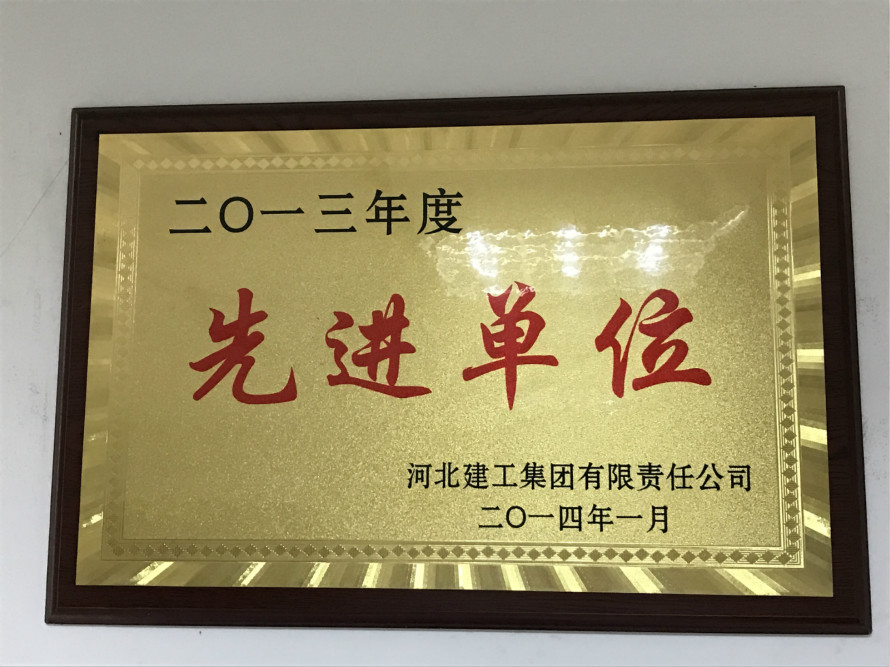 二〇一三年度
先进单位
河北建工集团有限责任公司
二〇一四年一月